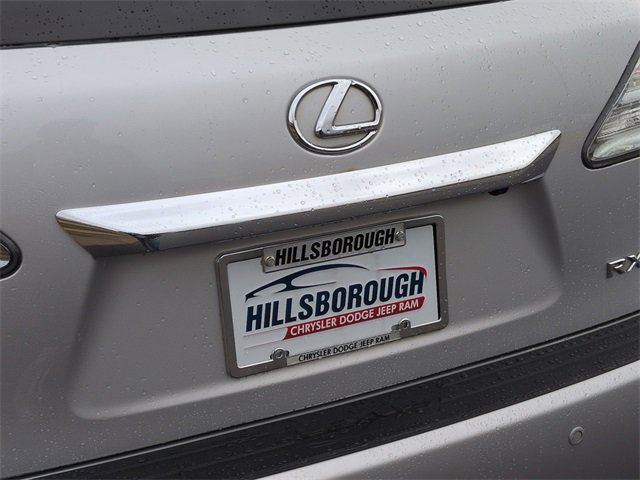 HILLSBOROUGH
HILLSBOROUGH
CHRYSLER DODGE JEEP RAM
CHRYSLER DODGE JEEP RAM
RX